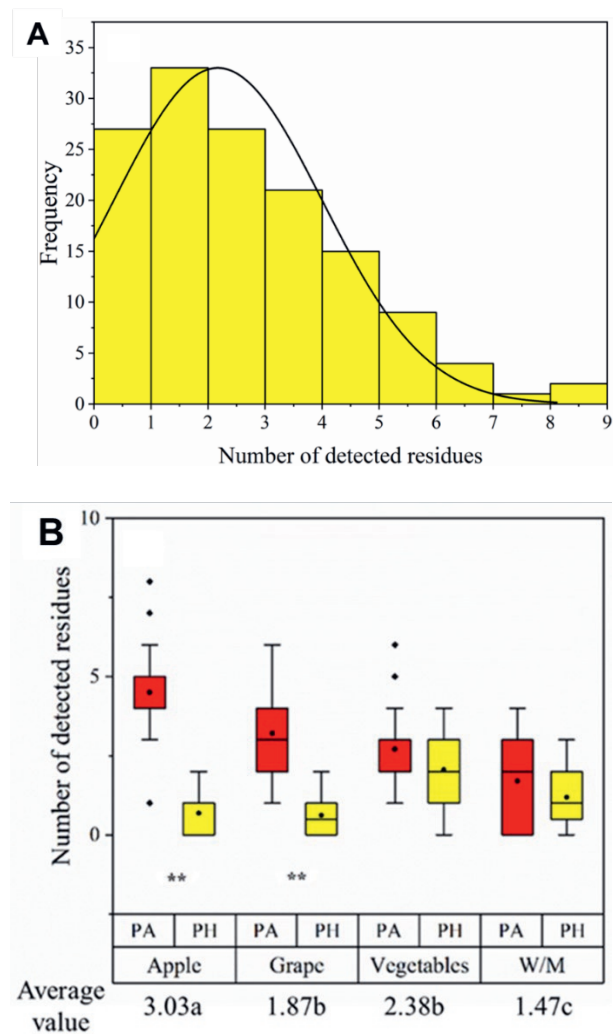 A
35
30
25
20
15
10
5
0
Frequency
0 1 2 3 4 5 6 7 8 9
Number of detected residues
B
10
5
0
Number of detected residues
** **
PA PH PA PH PA PH PA PH
Apple Grape Vegetables W/M
Average value 3.03a 1.87b 2.38b 1.47c